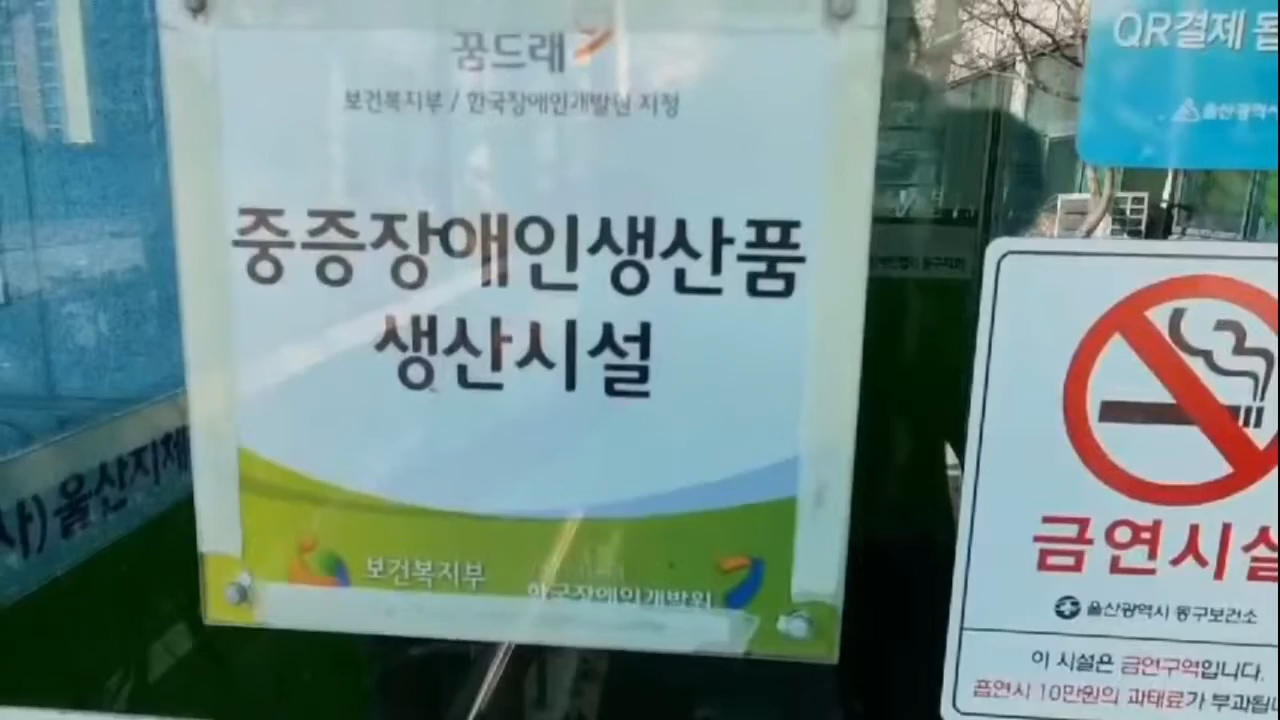 꿈드래
보건복지부 / 한국장애인개발원 지정
중증장애인생산품
생산시설
보건복지부
한국장애인개발원
사) 울산지체
QR결제
울산광역시
금연시설
울산광역시 동구보건소
이 시설은 금연구역입니다.
흡연시 10만원의 과태료가 부과됩니